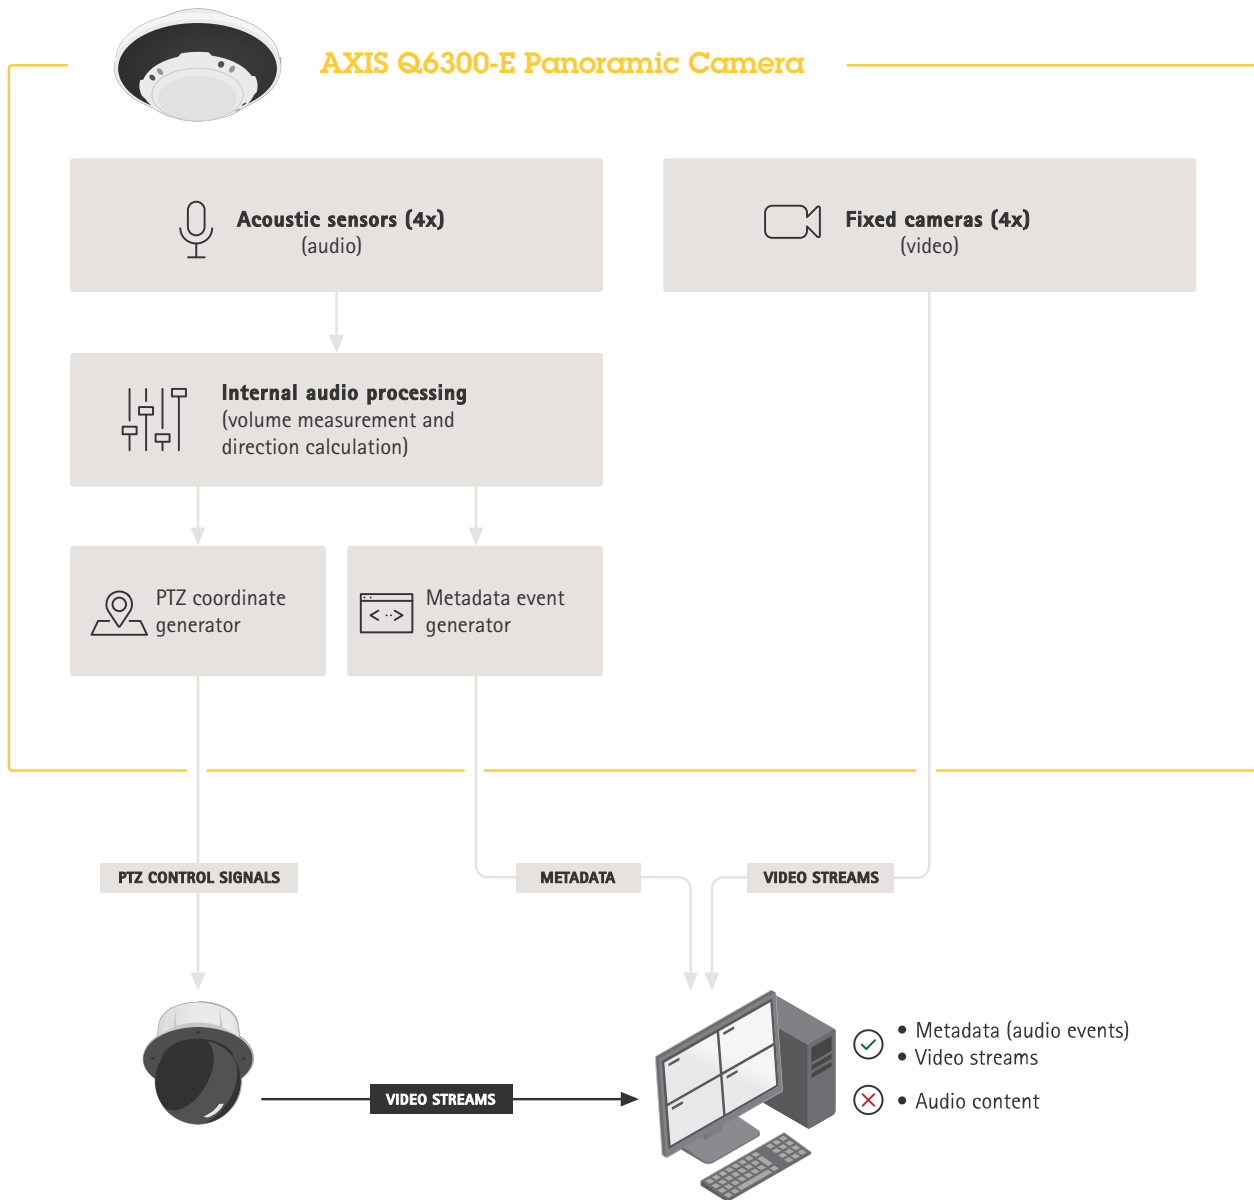 AXIS Q6300-E Panoramic Camera
Acoustic sensors (4x)
(audio)
Fixed cameras (4x)
(video)
Internal audio processing
(volume measurement and
direction calculation)
PTZ coordinate
generator
Metadata event
generator
PTZ CONTROL SIGNALS
METADATA
VIDEO STREAMS
• Metadata (audio events)
• Video streams
VIDEO STREAMS
• Audio content